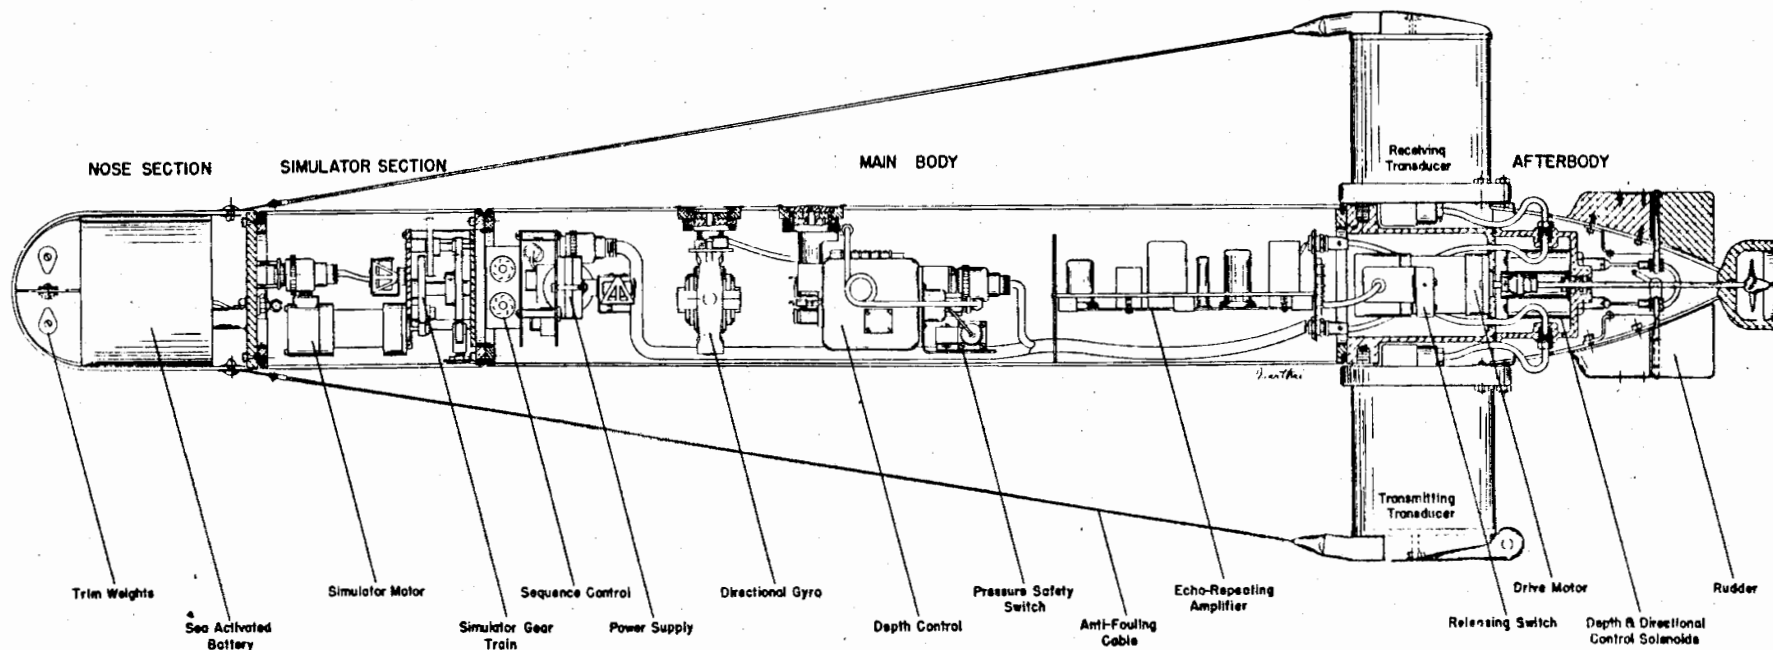 NOSE SECTION
SIMULATOR SECTION
MAIN BODY
AFTERBODY
Receiving
Transducer
Transmitting
Transducer
Trim Weights
Sea Activated
Battery
Simulator Motor
Simulator Gear
Train
Sequence Control
Power Supply
Directional Gyro
Depth Control
Pressure Safety
Switch
Anti-Fouling
Cable
Echo-Repeating
Amplifier
Releasing Switch
Drive Motor
Depth & Directional
Control Solenoids
Rudder